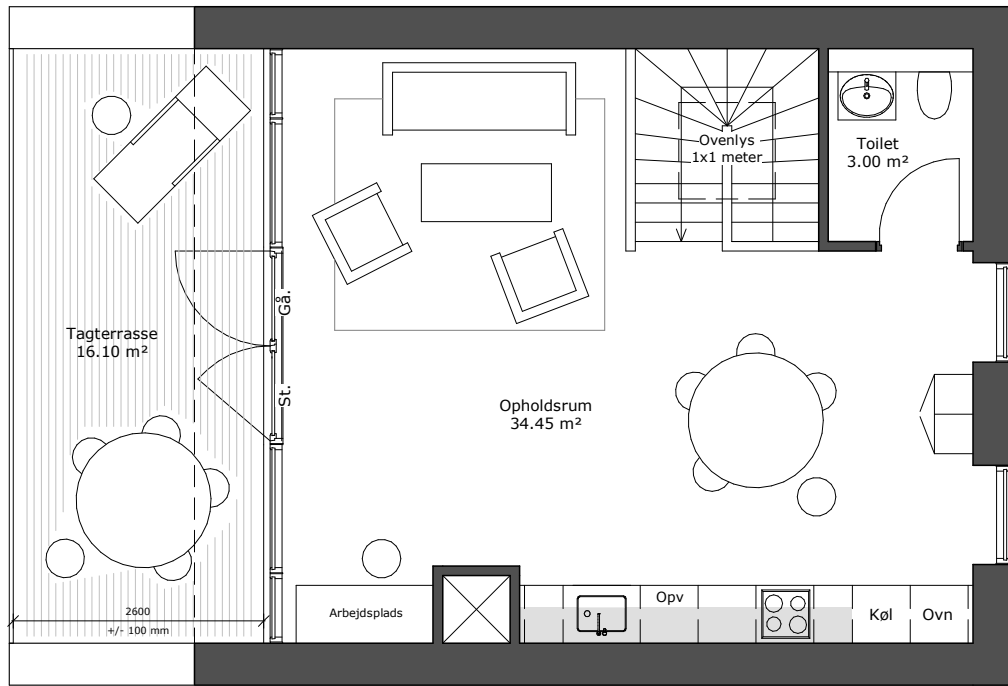 Ovenlys
1x1 meter
Toilet
3.00 m²
Gå.
Tagterrasse
16.10 m²
St.
Opholdsrum
34.45 m²
2600
+/- 100 mm
Arbejdsplads
Opv
Køl
Ovn